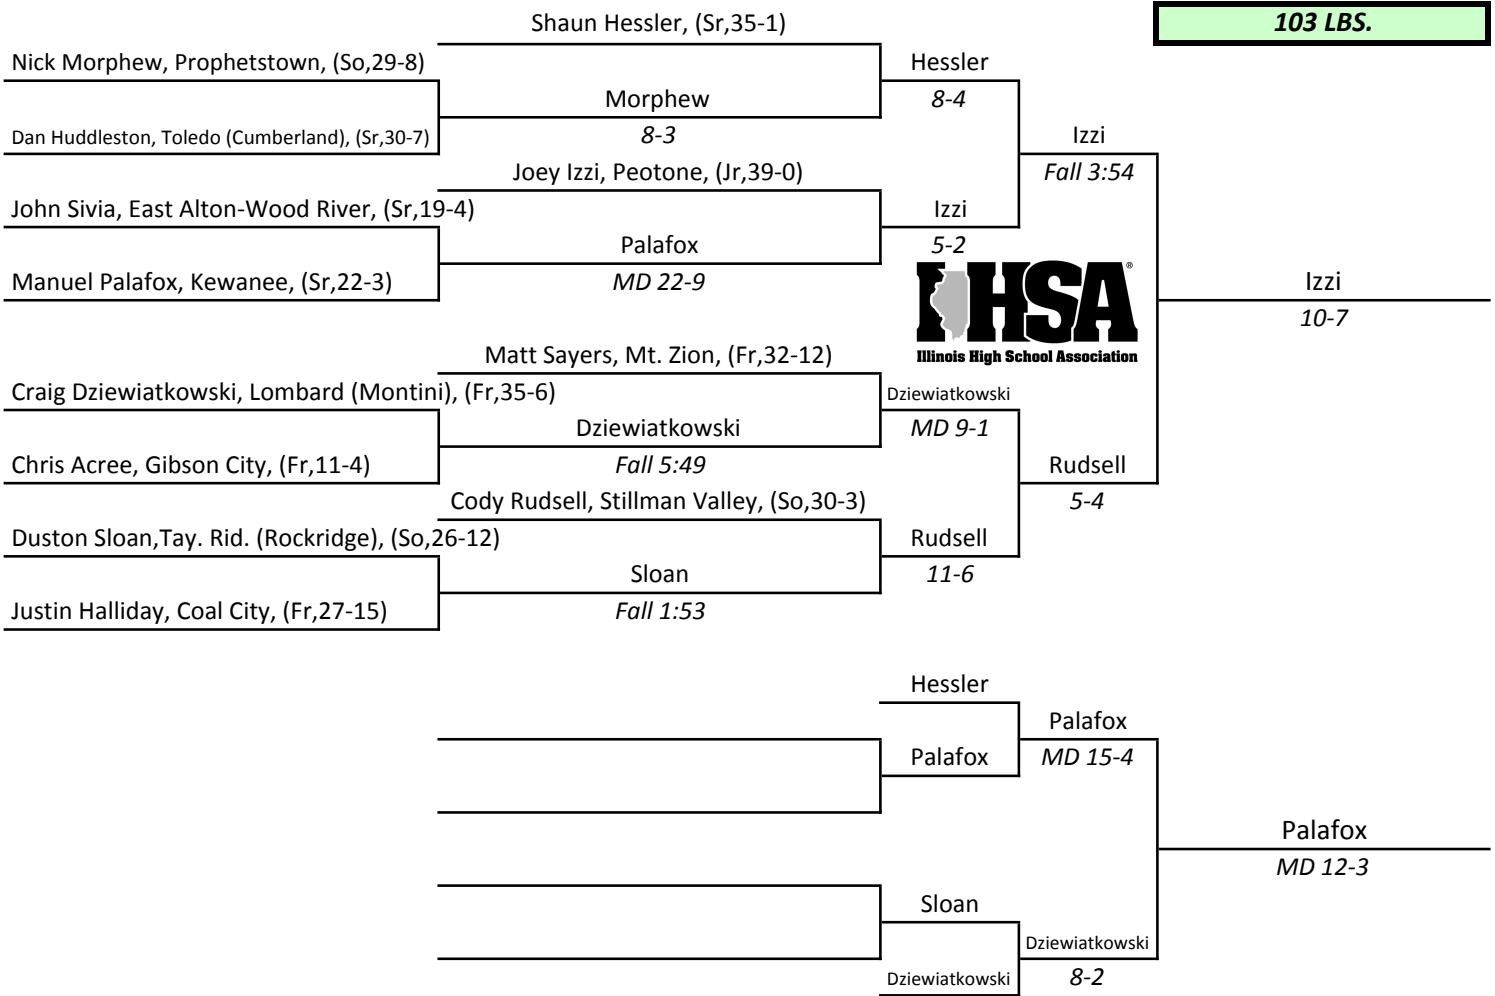 Shaun Hessler, (Sr,35-1)
103 LBS.
Nick Morphew, Prophetstown, (So,29-8)
Hessler
Morphew
8-4
Dan Huddleston, Toledo (Cumberland), (Sr,30-7)
8-3
Izzi
Joey Izzi, Peotone, (Jr,39-0)
Fall 3:54
John Sivia, East Alton-Wood River, (Sr,19-4)
Izzi
Palafox
5-2
Manuel Palafox, Kewanee, (Sr,22-3)
MD 22-9
IHSA®
Illinois High School Association
Izzi
10-7
Matt Sayers, Mt. Zion, (Fr,32-12)
Craig Dziewiatkowski, Lombard (Montini), (Fr,35-6)
Dziewiatkowski
Dziewiatkowski
MD 9-1
Chris Acree, Gibson City, (Fr,11-4)
Fall 5:49
Rudsell
Cody Rudsell, Stillman Valley, (So,30-3)
5-4
Duston Sloan,Tay. Rid. (Rockridge), (So,26-12)
Rudsell
Sloan
11-6
Justin Halliday, Coal City, (Fr,27-15)
Fall 1:53
Hessler
Palafox
Palafox
MD 15-4
Palafox
MD 12-3
Sloan
Dziewiatkowski
Dziewiatkowski
8-2